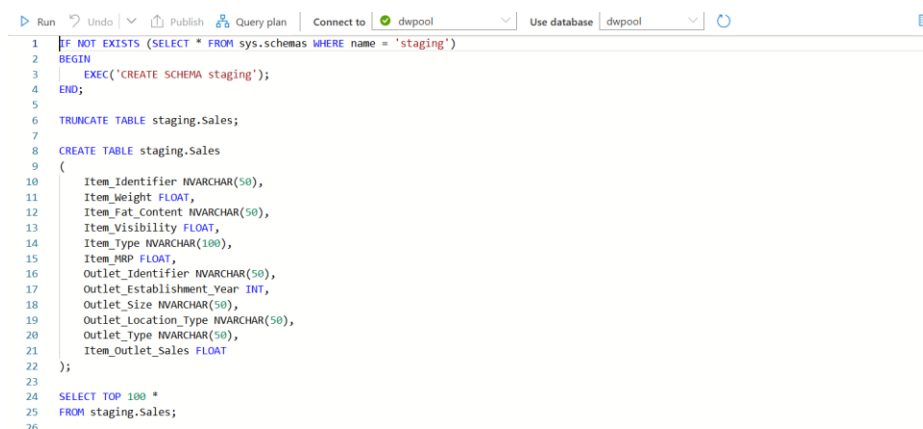 Run Undo Publish Query plan Connect to dwpool Use database dwpool
1 IF NOT EXISTS (SELECT * FROM sys.schemas WHERE name = 'staging')
2 BEGIN
3 EXEC('CREATE SCHEMA staging');
4 END;
5
6 TRUNCATE TABLE staging.Sales;
7
8 CREATE TABLE staging.Sales
9 (
10 Item_Identifier NVARCHAR(50),
11 Item_Weight FLOAT,
12 Item_Fat_Content NVARCHAR(50),
13 Item_Visibility FLOAT,
14 Item_Type NVARCHAR(100),
15 Item_MRP FLOAT,
16 Outlet_Identifier NVARCHAR(50),
17 Outlet_Establishment_Year INT,
18 Outlet_Size NVARCHAR(50),
19 Outlet_Location_Type NVARCHAR(50),
20 Outlet_Type NVARCHAR(50),
21 Item_Outlet_Sales FLOAT
22 );
23
24 SELECT TOP 100 *
25 FROM staging.Sales;
26